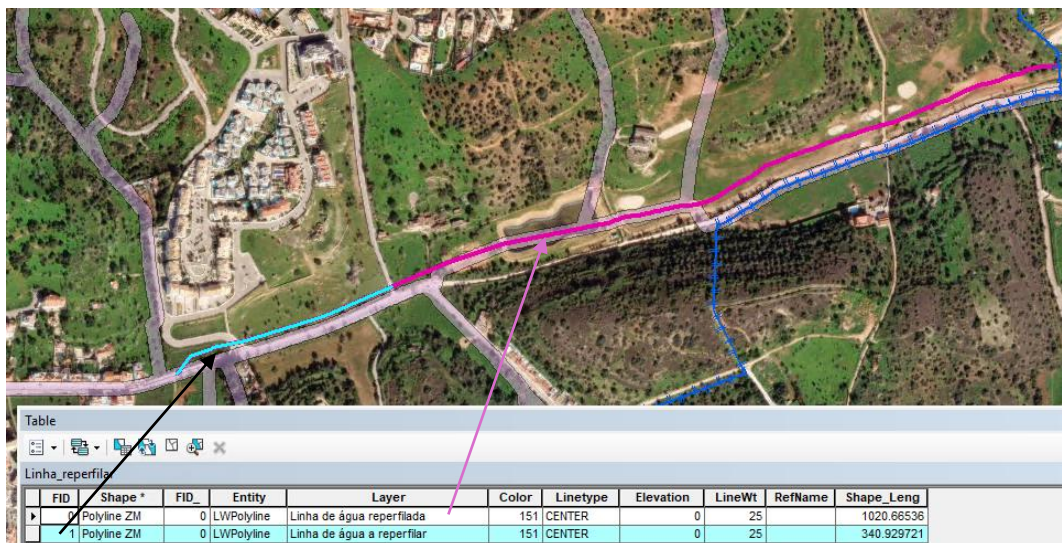 Table
Linha_reperfilar
FID Shape * FID_ Entity Layer Color Linetype Elevation LineWt RefName Shape_Leng
0 Polyline ZM 0 LWPolyline Linha de água reperfilada 151 CENTER 0 25 1020.66536
1 Polyline ZM 0 LWPolyline Linha de água a reperfilar 151 CENTER 0 25 340.929721